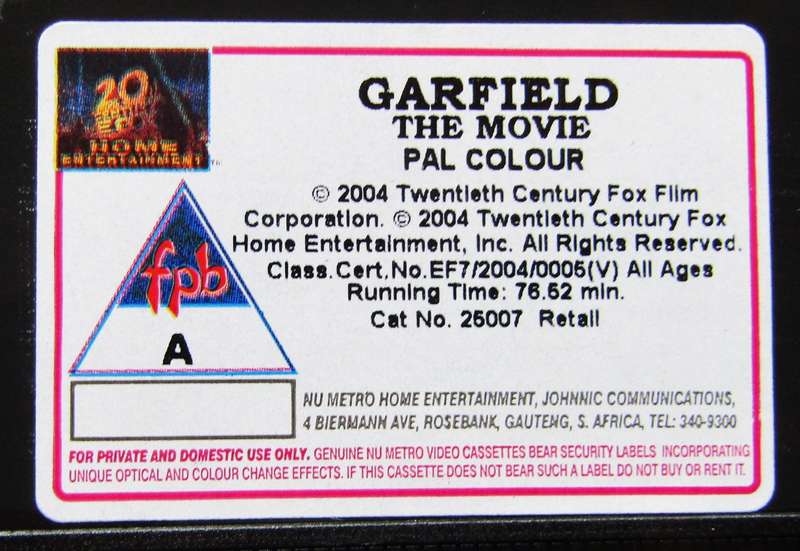 20
HOME
ENTERTAINMENT
TM
GARFIELD
THE MOVIE
PAL COLOUR
© 2004 Twentieth Century Fox Film
Corporation. © 2004 Twentieth Century Fox
Home Entertainment, Inc. All Rights Reserved.
Class.Cert.No.EF7/2004/0005(V) All Ages
Running Time: 76.52 min.
Cat No. 25007 Retail
fpb
A
NU METRO HOME ENTERTAINMENT, JOHNNIC COMMUNICATIONS,
4 BIERMANN AVE, ROSEBANK, GAUTENG, S. AFRICA, TEL: 340-9300
FOR PRIVATE AND DOMESTIC USE ONLY. GENUINE NU METRO VIDEO CASSETTES BEAR SECURITY LABELS INCORPORATING
UNIQUE OPTICAL AND COLOUR CHANGE EFFECTS. IF THIS CASSETTE DOES NOT BEAR SUCH A LABEL DO NOT BUY OR RENT IT.